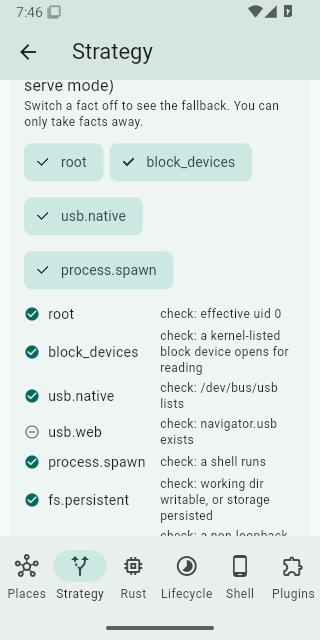 7:46
Strategy
serve mode)
Switch a fact off to see the fallback. You can
only take facts away.
root
block_devices
usb.native
process.spawn
root check: effective uid 0
block_devices check: a kernel-listed
block device opens for
reading
usb.native check: /dev/bus/usb
lists
usb.web check: navigator.usb
exists
process.spawn check: a shell runs
fs.persistent check: working dir
writable, or storage
persisted
check: a non-loopback
Places Strategy Rust Lifecycle Shell Plugins